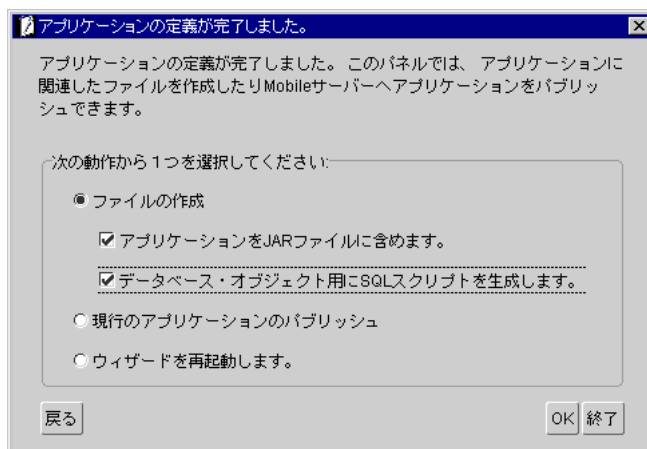 アプリケーションの定義が完了しました。
アプリケーションの定義が完了しました。このパネルでは、アプリケーションに
関連したファイルを作成したりMobileサーバーへアプリケーションをパブリッ
シュできます。
次の動作から１つを選択してください:
ファイルの作成
アプリケーションをJARファイルに含めます。
データベース・オブジェクト用にSQLスクリプトを生成します。
現行のアプリケーションのパブリッシュ
ウィザードを再起動します。
戻る OK 終了